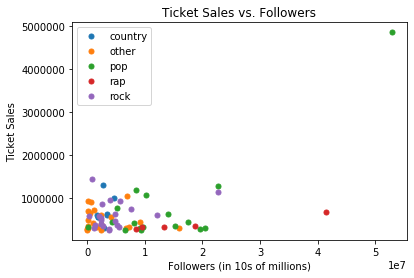 Ticket Sales vs. Followers
country
other
pop
rap
rock
Ticket Sales
5000000
4000000
3000000
2000000
1000000
0
1
2
3
4
5
1e7
Followers (in 10s of millions)